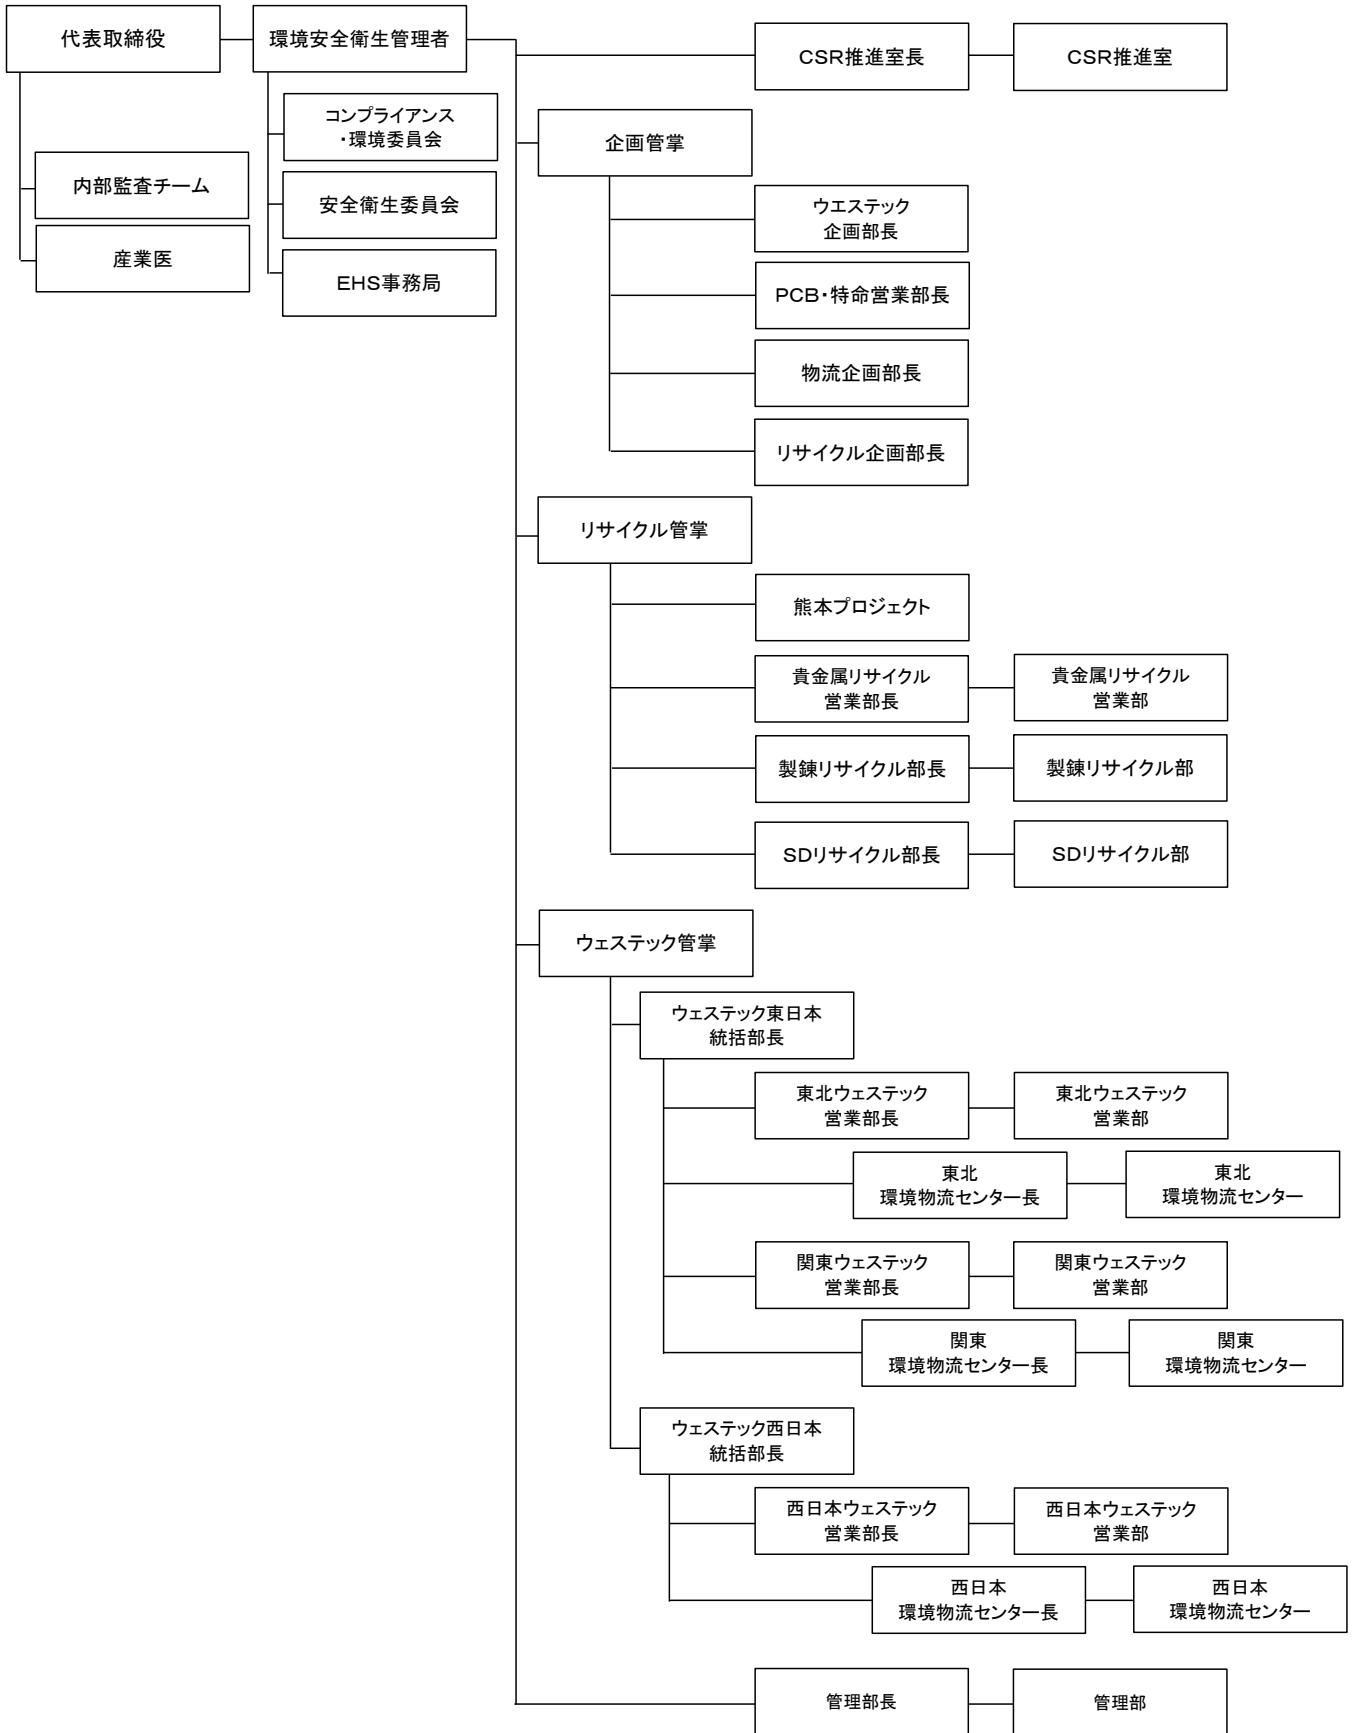 代表取締役
環境安全衛生管理者
CSR推進室長
CSR推進室
コンプライアンス
・環境委員会
企画管掌
内部監査チーム
安全衛生委員会
ウエステック
企画部長
産業医
EHS事務局
PCB・特命営業部長
物流企画部長
リサイクル企画部長
リサイクル管掌
熊本プロジェクト
貴金属リサイクル
営業部長
貴金属リサイクル
営業部
製錬リサイクル部長
製錬リサイクル部
SDリサイクル部長
SDリサイクル部
ウェステック管掌
ウェステック東日本
統括部長
東北ウェステック
営業部長
東北ウェステック
営業部
東北
環境物流センター長
東北
環境物流センター
関東ウェステック
営業部長
関東ウェステック
営業部
関東
環境物流センター長
関東
環境物流センター
ウェステック西日本
統括部長
西日本ウェステック
営業部長
西日本ウェステック
営業部
西日本
環境物流センター長
西日本
環境物流センター
管理部長
管理部